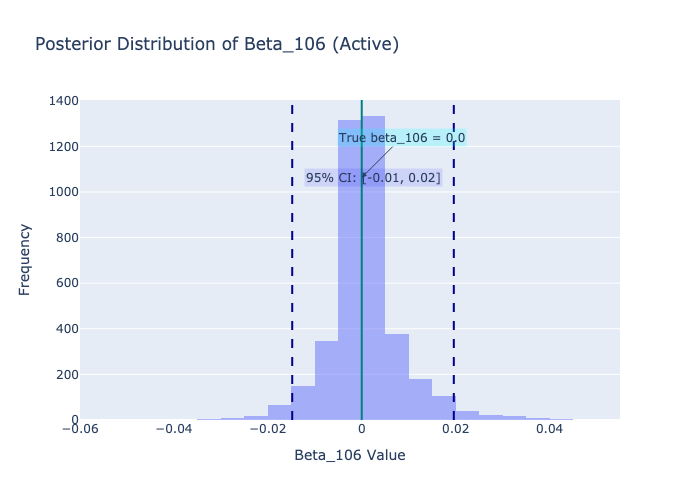 Posterior Distribution of Beta_106 (Active)
1400
1200
1000
800
600
400
200
0
Frequency
True beta_106 = 0.0
95% CI: [-0.01, 0.02]
−0.06
−0.04
−0.02
0
0.02
0.04
Beta_106 Value